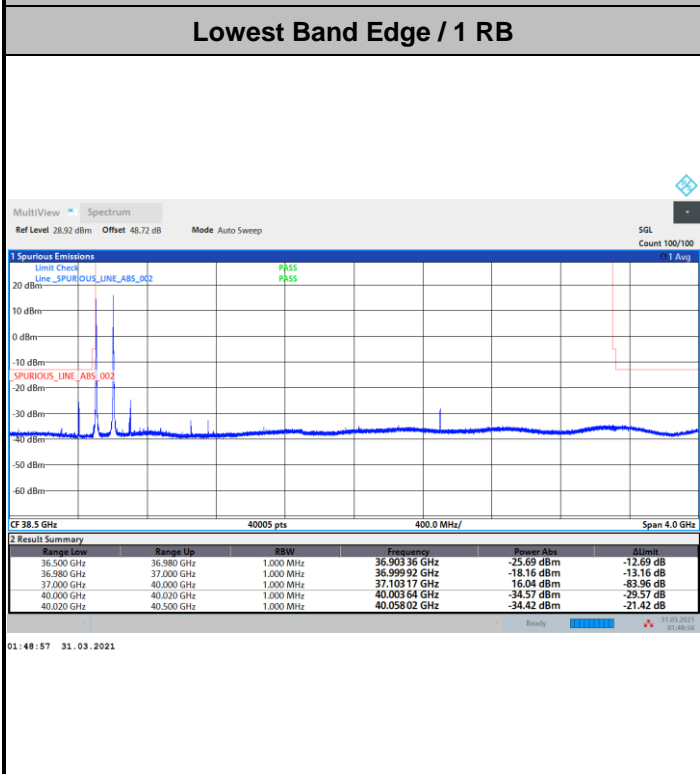 Lowest Band Edge / 1 RB
MultiView Spectrum
Ref Level 28.92 dBm Offset 48.72 dB Mode Auto Sweep SGL
Count 100/100
1 Spurious Emissions 1 Avg
Limit Check PASS
Line _SPURIOUS_LINE_ABS_002 PASS
20 dBm
10 dBm
0 dBm
-10 dBm
SPURIOUS_LINE_ABS_002
-20 dBm
-30 dBm
-40 dBm
-50 dBm
-60 dBm
CF 38.5 GHz 40005 pts 400.0 MHz/ Span 4.0 GHz
2 Result Summary
Range Low Range Up RBW Frequency Power Abs ΔLimit
36.500 GHz 36.980 GHz 1.000 MHz 36.903 36 GHz -25.69 dBm -12.69 dB
36.980 GHz 37.000 GHz 1.000 MHz 36.999 92 GHz -18.16 dBm -13.16 dB
37.000 GHz 40.000 GHz 1.000 MHz 37.103 17 GHz 16.04 dBm -83.96 dB
40.000 GHz 40.020 GHz 1.000 MHz 40.003 64 GHz -34.57 dBm -29.57 dB
40.020 GHz 40.500 GHz 1.000 MHz 40.058 02 GHz -34.42 dBm -21.42 dB
Ready 31.03.2021
01:48:56
01:48:57 31.03.2021